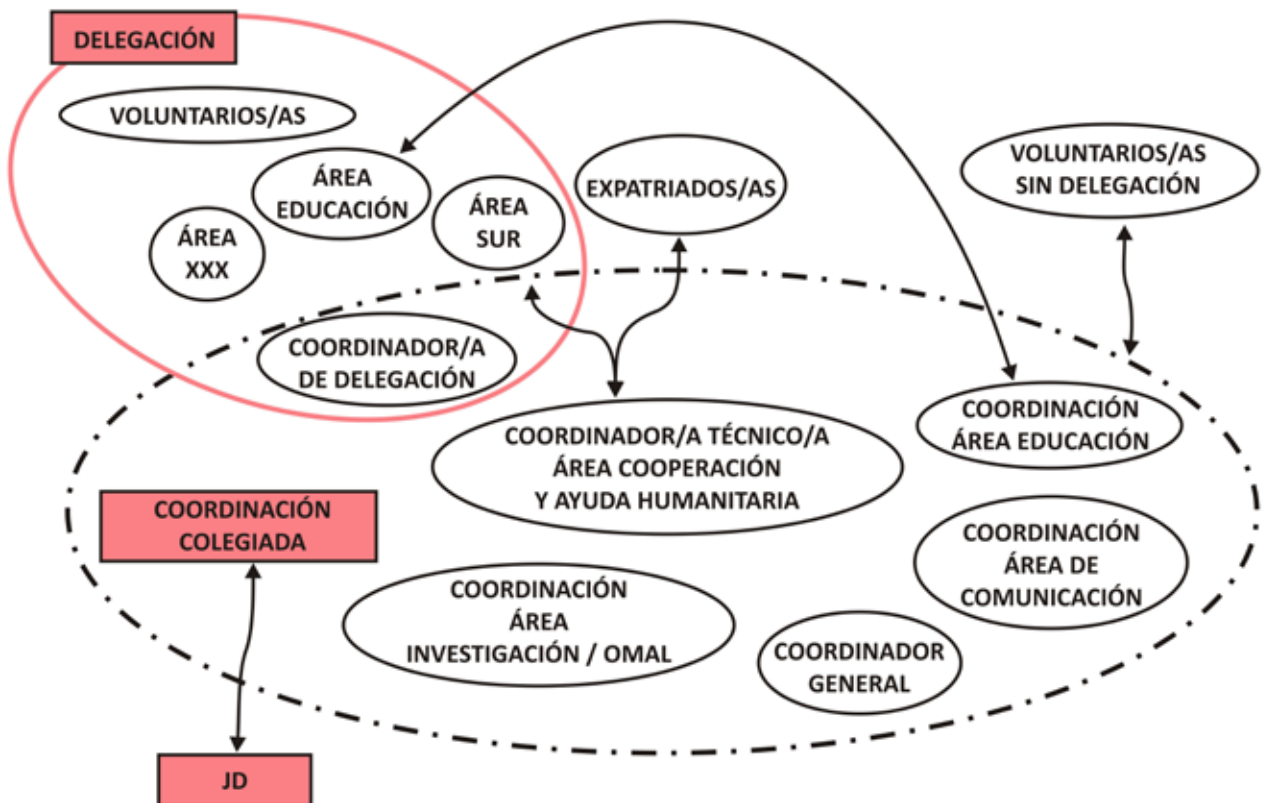 DELEGACIÓN
VOLUNTARIOS/AS
ÁREA
EDUCACIÓN
ÁREA
SUR
ÁREA
XXX
EXPATRIADOS/AS
VOLUNTARIOS/AS
SIN DELEGACIÓN
COORDINADOR/A
DE DELEGACIÓN
COORDINADOR/A TÉCNICO/A
ÁREA COOPERACIÓN
Y AYUDA HUMANITARIA
COORDINACIÓN
ÁREA EDUCACIÓN
COORDINACIÓN
COLEGIADA
COORDINACIÓN
ÁREA DE
COMUNICACIÓN
COORDINACIÓN
ÁREA
INVESTIGACIÓN / OMAL
COORDINADOR
GENERAL
JD